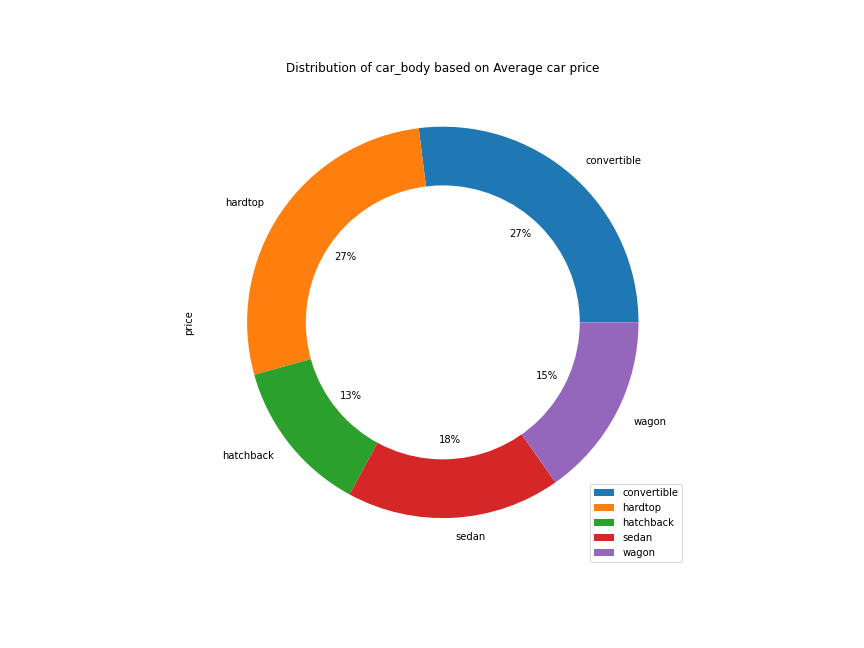 Distribution of car_body based on Average car price
convertible
hardtop
27%
27%
price
15%
13%
wagon
18%
hatchback
sedan
convertible
hardtop
hatchback
sedan
wagon